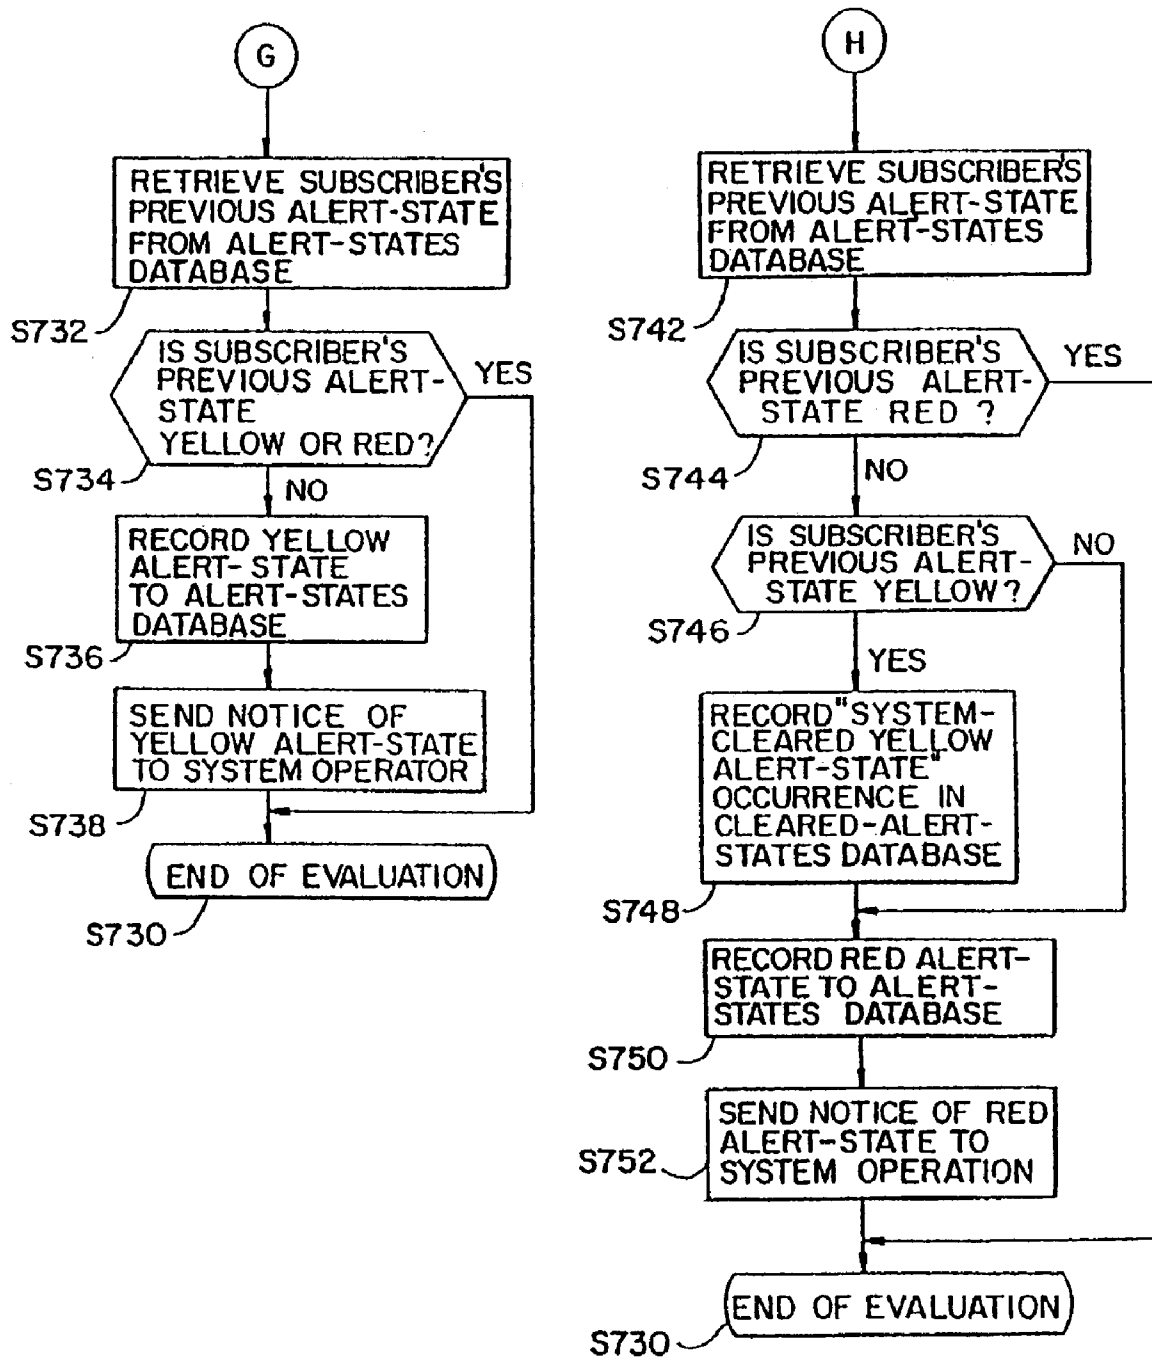 G
RETRIEVE SUBSCRIBER'S
PREVIOUS ALERT-STATE
FROM ALERT-STATES
DATABASE
S732
IS SUBSCRIBER'S
PREVIOUS ALERT-
STATE
YELLOW OR RED?
YES
S734
NO
RECORD YELLOW
ALERT-STATE
TO ALERT-STATES
DATABASE
S736
SEND NOTICE OF
YELLOW ALERT-STATE
TO SYSTEM OPERATOR
S738
END OF EVALUATION
S730
H
RETRIEVE SUBSCRIBER'S
PREVIOUS ALERT-STATE
FROM ALERT-STATES
DATABASE
S742
IS SUBSCRIBER'S
PREVIOUS ALERT-
STATE RED ?
YES
S744
NO
IS SUBSCRIBER'S
PREVIOUS ALERT-
STATE YELLOW?
NO
S746
YES
RECORD "SYSTEM-
CLEARED YELLOW
ALERT-STATE"
OCCURRENCE IN
CLEARED-ALERT-
STATES DATABASE
S748
RECORD RED ALERT-
STATE TO ALERT-
STATES DATABASE
S750
SEND NOTICE OF RED
ALERT-STATE TO
SYSTEM OPERATION
S752
END OF EVALUATION
S730